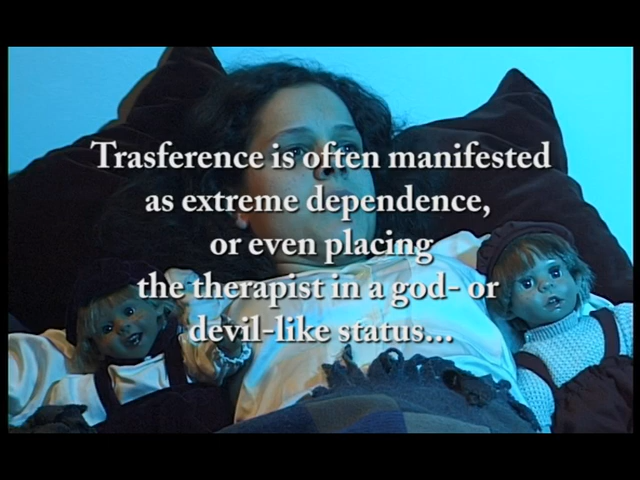 Trasference is often manifested
as extreme dependence,
or even placing
the therapist in a god- or
devil-like status...